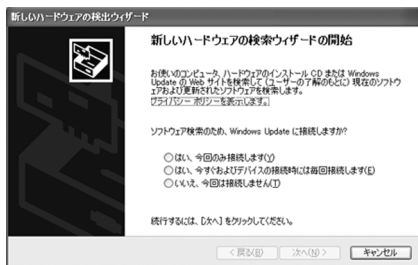 新しいハードウェアの検出ウィザード
新しいハードウェアの検索ウィザードの開始
お使いのコンピュータ、ハードウェアのインストール CD または Windows
Update の Web サイトを検索して (ユーザーの了解のもとに) 現在のソフトウ
ェアおよび更新されたソフトウェアを検索します。
プライバシー ポリシーを表示します。
ソフトウェア検索のため、Windows Update に接続しますか?
はい、今回のみ接続します(Y)
はい、今すぐおよびデバイスの接続時には毎回接続します(E)
いいえ、今回は接続しません(T)
続行するには、[次へ] をクリックしてください。
< 戻る(B) 次へ(N) > キャンセル